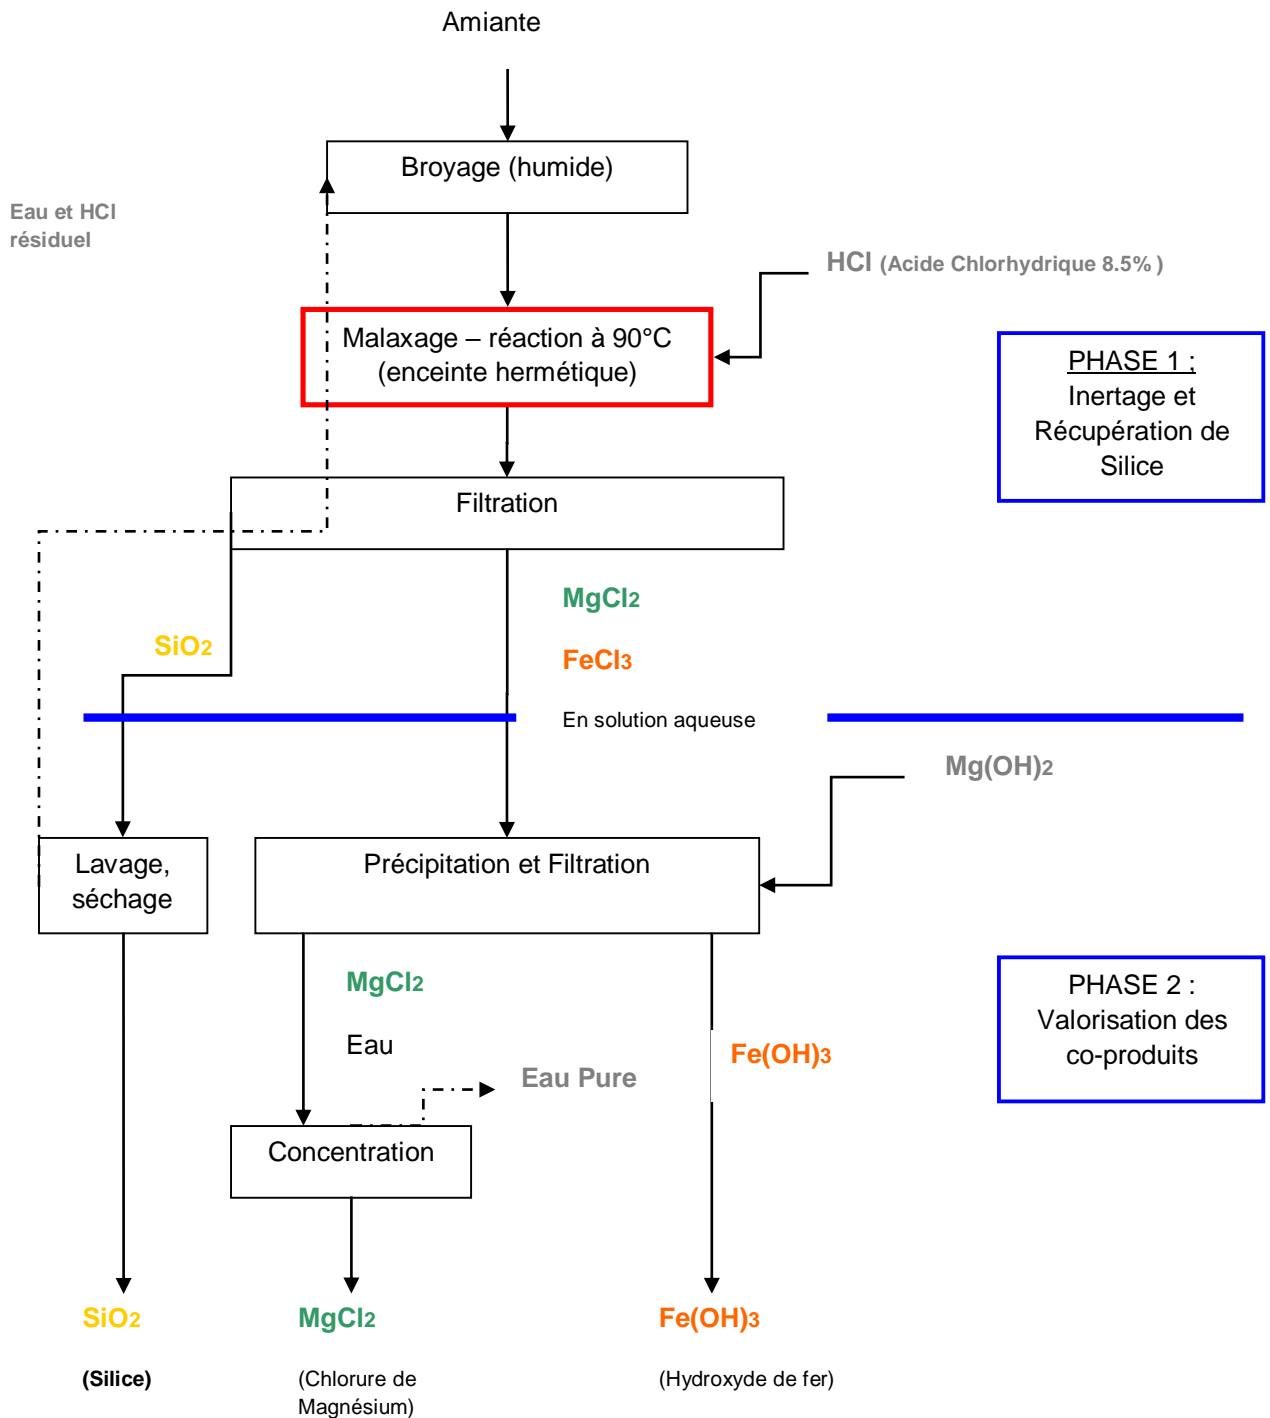 Amiante
Broyage (humide)
Eau et HCl
résiduel
HCl (Acide Chlorhydrique 8.5% )
Malaxage – réaction à 90°C
(enceinte hermétique)
PHASE 1 :
Inertage et
Récupération de
Silice
Filtration
MgCl2
SiO2
FeCl3
En solution aqueuse
Mg(OH)2
Lavage,
séchage
Précipitation et Filtration
MgCl2
Eau
Fe(OH)3
Eau Pure
PHASE 2 :
Valorisation des
co-produits
Concentration
SiO2
MgCl2
Fe(OH)3
(Silice)
(Chlorure de
Magnésium)
(Hydroxyde de fer)